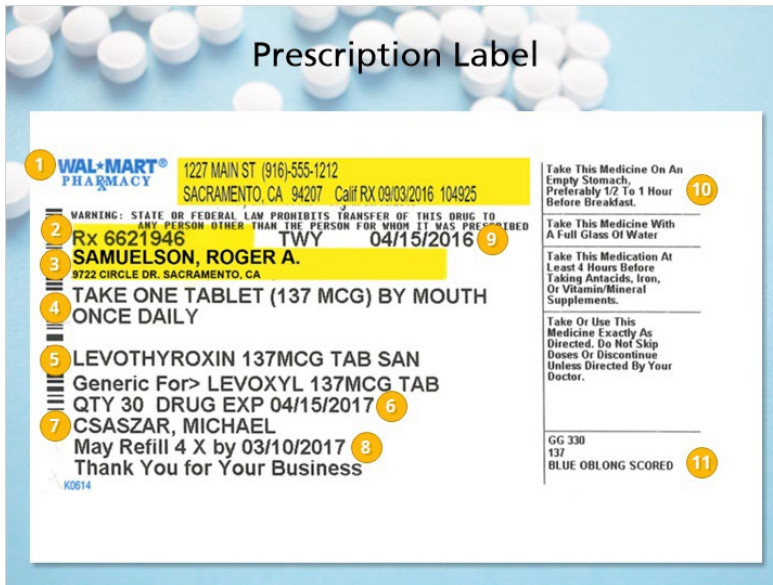 Prescription Label
1 WAL★MART® PHARMACY
1227 MAIN ST (916)-555-1212
SACRAMENTO, CA 94207 Calif RX 09/03/2016 104925
WARNING: STATE OR FEDERAL LAW PROHIBITS TRANSFER OF THIS DRUG TO
ANY PERSON OTHER THAN THE PERSON FOR WHOM IT WAS PRESCRIBED
2 Rx 6621946 TWY 04/15/2016 9
3 SAMUELSON, ROGER A.
9722 CIRCLE DR. SACRAMENTO, CA
4 TAKE ONE TABLET (137 MCG) BY MOUTH
ONCE DAILY
5 LEVOTHYROXIN 137MCG TAB SAN
Generic For> LEVOXYL 137MCG TAB
QTY 30 DRUG EXP 04/15/2017 6
7 CSASZAR, MICHAEL
May Refill 4 X by 03/10/2017 8
Thank You for Your Business
K0614
Take This Medicine On An
Empty Stomach,
Preferably 1/2 To 1 Hour 10
Before Breakfast.
Take This Medicine With
A Full Glass Of Water
Take This Medication At
Least 4 Hours Before
Taking Antacids, Iron,
Or Vitamin/Mineral
Supplements.
Take Or Use This
Medicine Exactly As
Directed. Do Not Skip
Doses Or Discontinue
Unless Directed By Your
Doctor.
GG 330
137
BLUE OBLONG SCORED 11